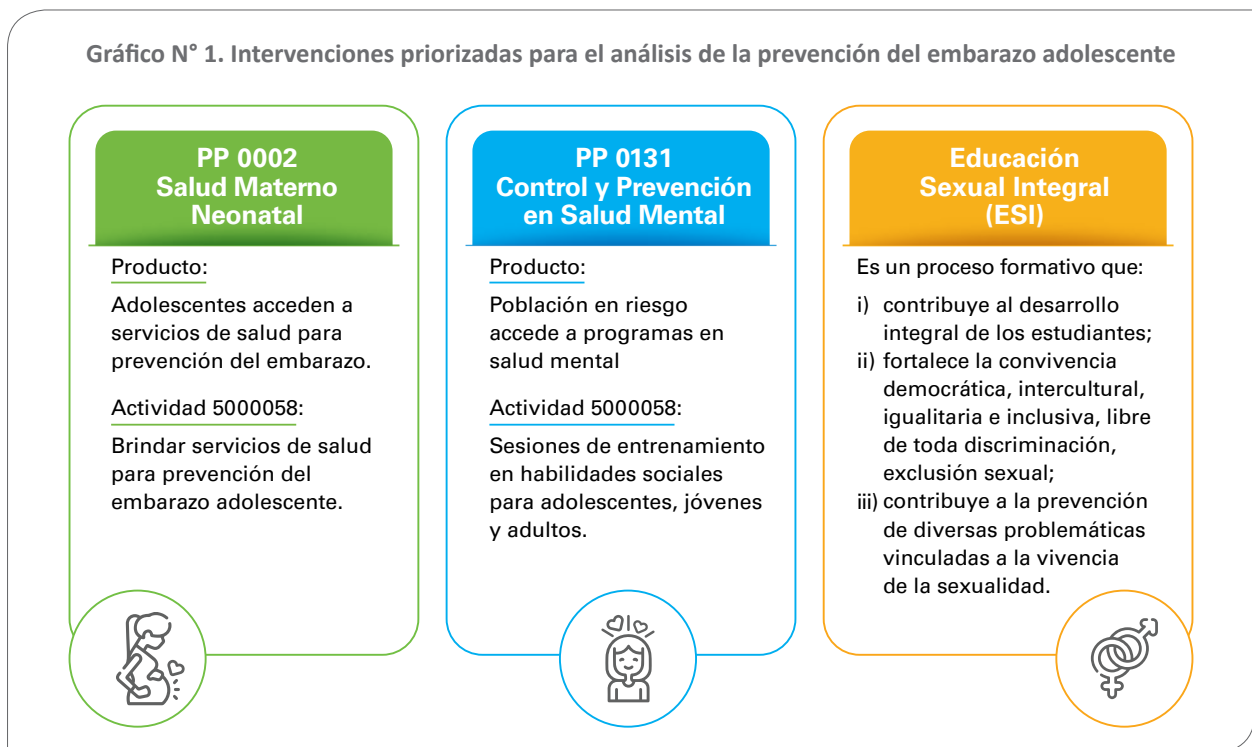 Gráfico N° 1. Intervenciones priorizadas para el análisis de la prevención del embarazo adolescente
PP 0002
Salud Materno
Neonatal
Producto:
Adolescentes acceden a
servicios de salud para
prevención del embarazo.
Actividad 5000058:
Brindar servicios de salud
para prevención del
embarazo adolescente.
PP 0131
Control y Prevención
en Salud Mental
Producto:
Población en riesgo
accede a programas en
salud mental
Actividad 5000058:
Sesiones de entrenamiento
en habilidades sociales
para adolescentes, jóvenes
y adultos.
Educación
Sexual Integral
(ESI)
Es un proceso formativo que:
i) contribuye al desarrollo
integral de los estudiantes;
ii) fortalece la convivencia
democrática, intercultural,
igualitaria e inclusiva, libre
de toda discriminación,
exclusión sexual;
iii) contribuye a la prevención
de diversas problemáticas
vinculadas a la vivencia
de la sexualidad.